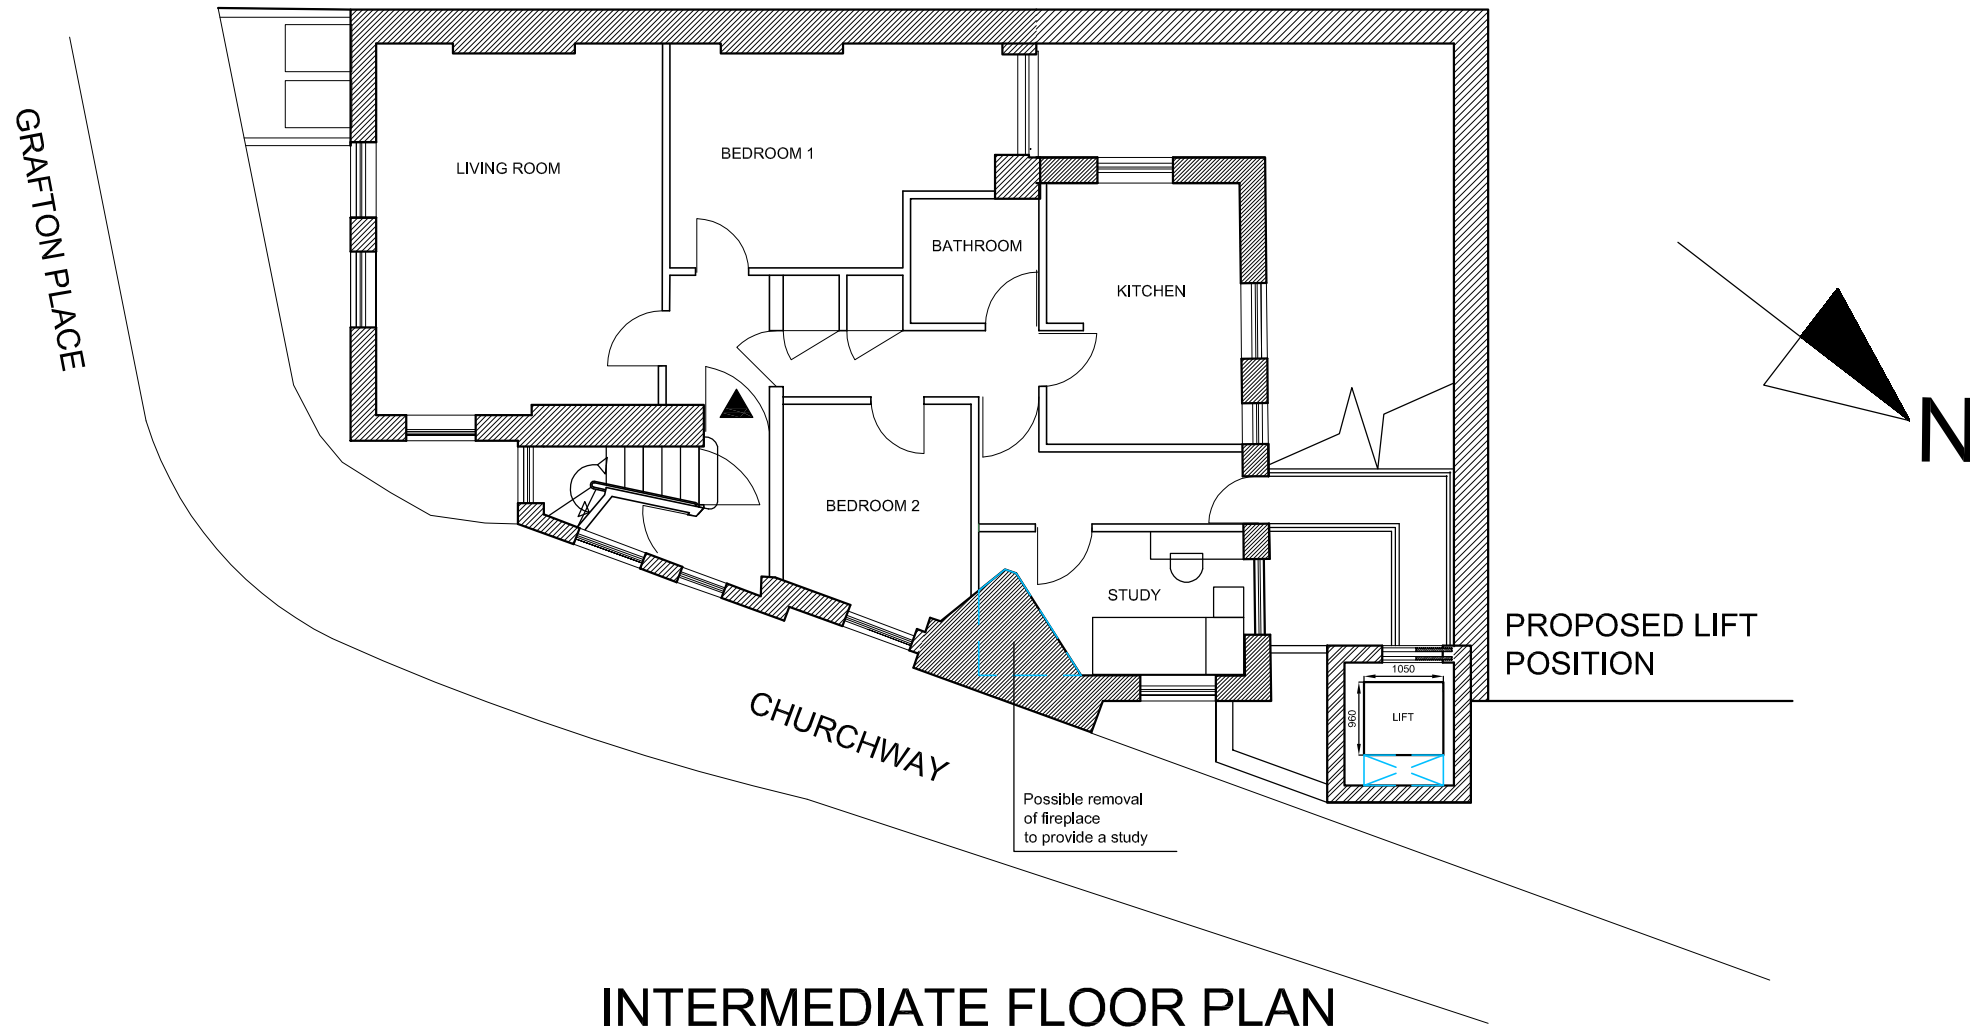 GRAFTON PLACE
LIVING ROOM
BEDROOM 1
BATHROOM
KITCHEN
N
BEDROOM 2
STUDY
PROPOSED LIFT
POSITION
1050
960
LIFT
CHURCHWAY
Possible removal
of fireplace
to provide a study
INTERMEDIATE FLOOR PLAN